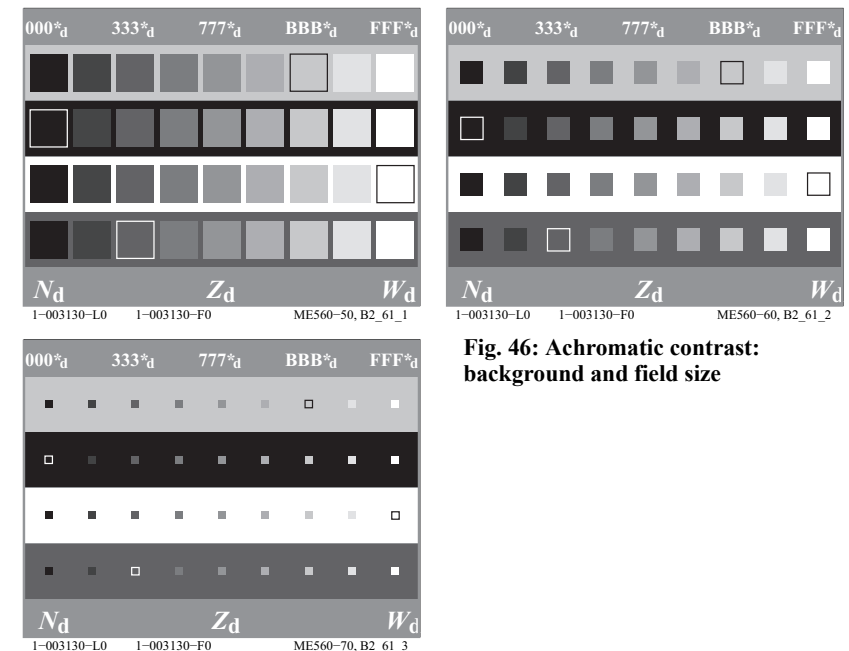 000*d 333*d 777*d BBB*d FFF*d
Nd Zd Wd
1−003130−L0 1−003130−F0 ME560−50, B2_61_1
000*d 333*d 777*d BBB*d FFF*d
Nd Zd Wd
1−003130−L0 1−003130−F0 ME560−60, B2_61_2
Fig. 46: Achromatic contrast:
background and field size
000*d 333*d 777*d BBB*d FFF*d
Nd Zd Wd
1−003130−L0 1−003130−F0 ME560−70, B2_61_3